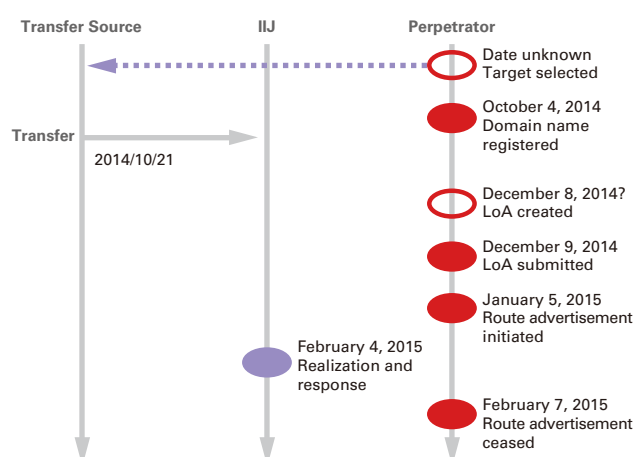 Transfer Source
IIJ
Perpetrator
Date unknown
Target selected
October 4, 2014
Domain name
registered
Transfer
2014/10/21
December 8, 2014?
LoA created
December 9, 2014
LoA submitted
January 5, 2015
Route advertisement
initiated
February 4, 2015
Realization and
response
February 7, 2015
Route advertisement
ceased